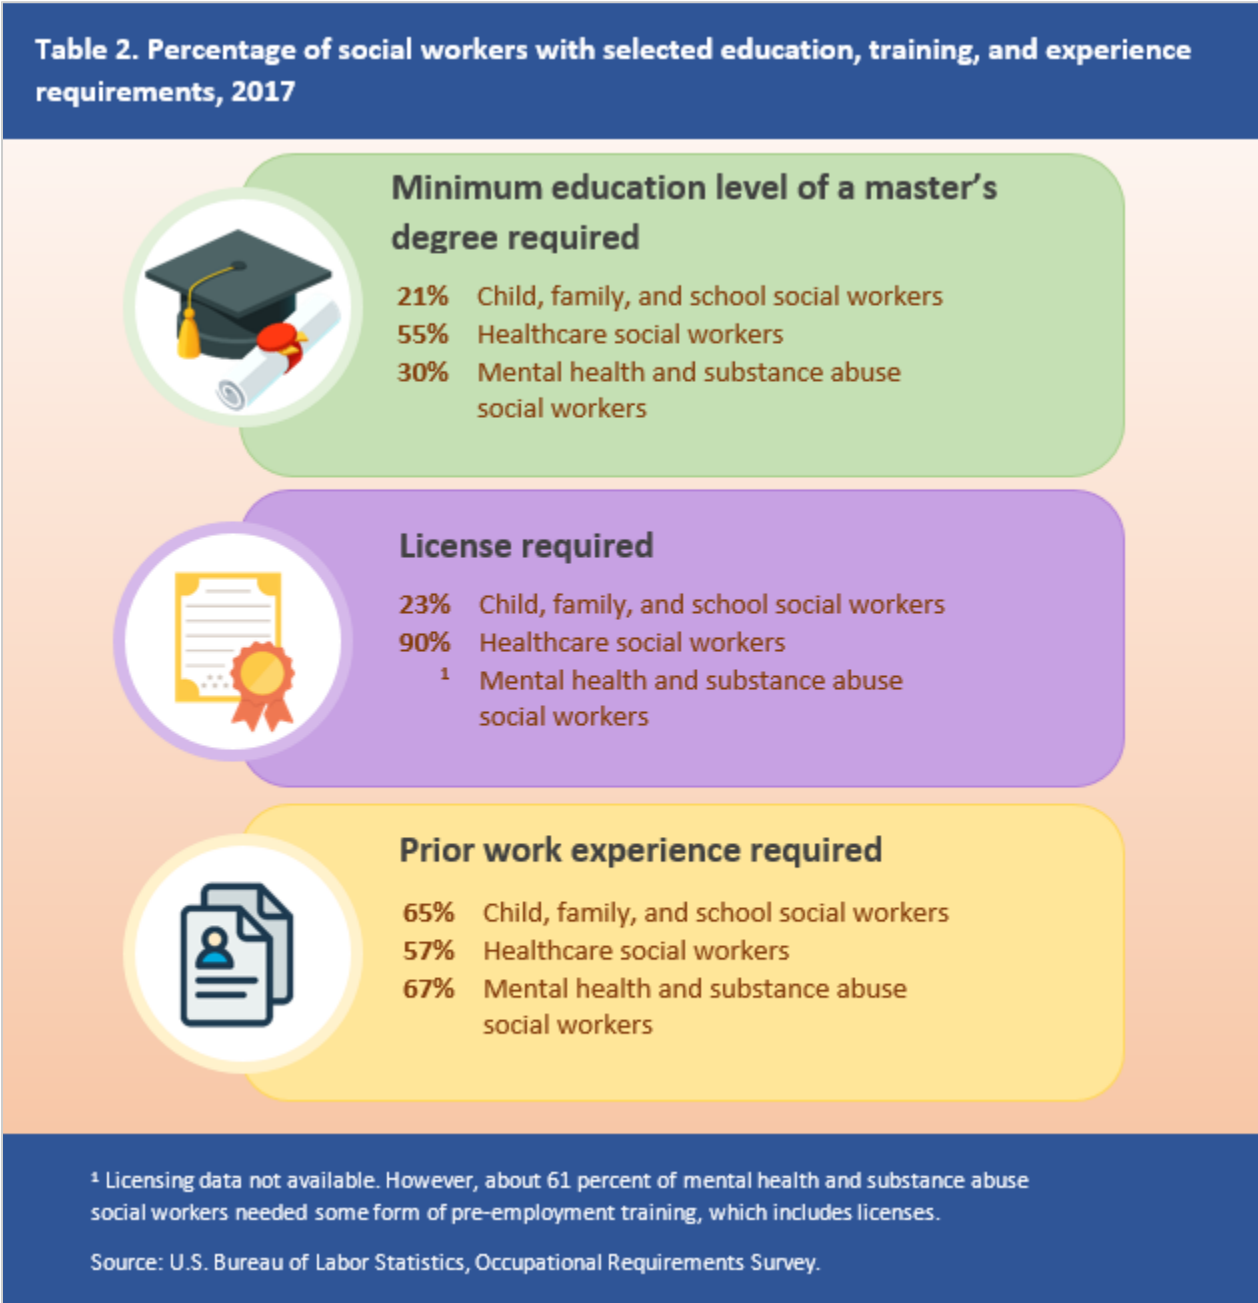 Table 2. Percentage of social workers with selected education, training, and experience
requirements, 2017
Minimum education level of a master’s
degree required
21% Child, family, and school social workers
55% Healthcare social workers
30% Mental health and substance abuse
social workers
License required
23% Child, family, and school social workers
90% Healthcare social workers
¹ Mental health and substance abuse
social workers
Prior work experience required
65% Child, family, and school social workers
57% Healthcare social workers
67% Mental health and substance abuse
social workers
¹ Licensing data not available. However, about 61 percent of mental health and substance abuse
social workers needed some form of pre-employment training, which includes licenses.
Source: U.S. Bureau of Labor Statistics, Occupational Requirements Survey.